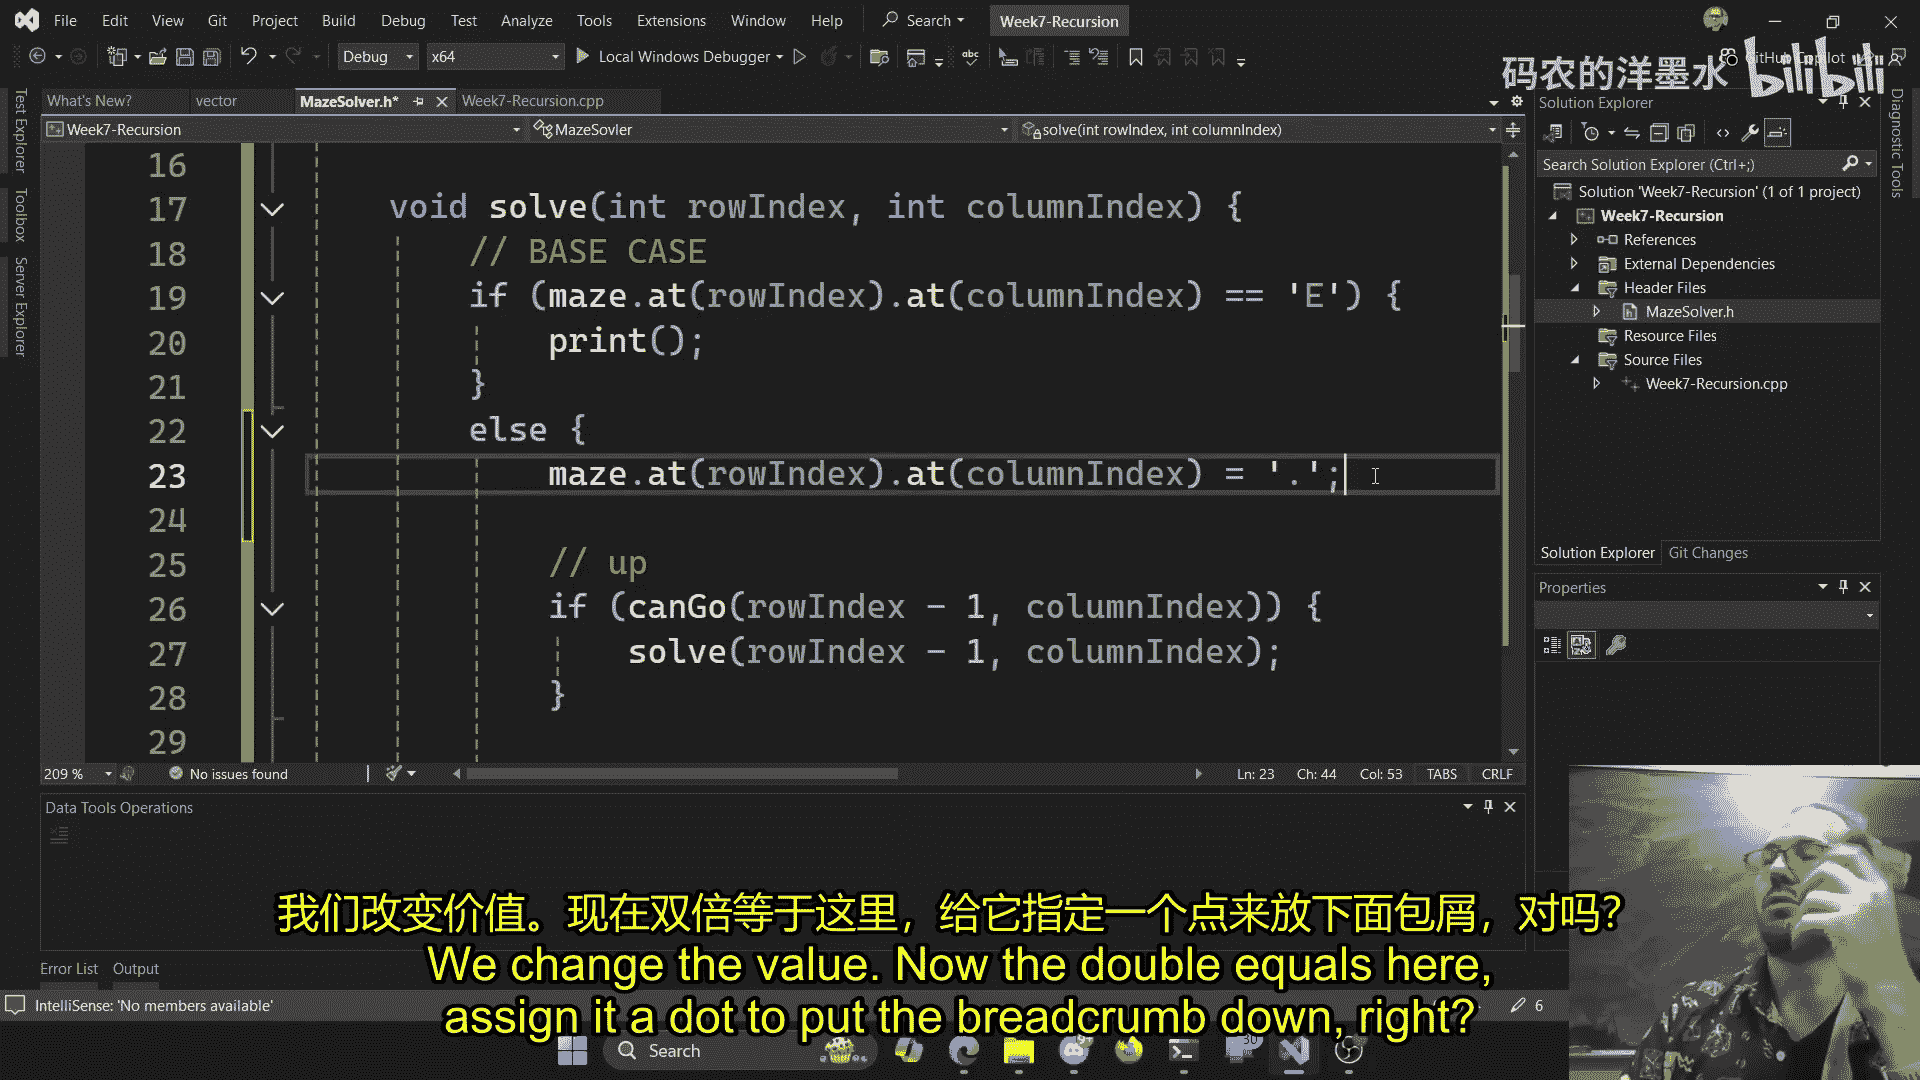 File Edit View Git Project Build Debug Test Analyze Tools Extensions Window Help Search Week7-Recursion
Debug x64 Local Windows Debugger
码农的洋墨水 bilibili
What's New? vector MazeSolver.h* Week7-Recursion.cpp
Week7-Recursion MazeSovler solve(int rowIndex, int columnIndex)
Test Explorer
Toolbox
Server Explorer
16
17 void solve(int rowIndex, int columnIndex) {
18 // BASE CASE
19 if (maze.at(rowIndex).at(columnIndex) == 'E') {
20 print();
21 }
22 else {
23 maze.at(rowIndex).at(columnIndex) = '.';
24
25 // up
26 if (canGo(rowIndex - 1, columnIndex)) {
27 solve(rowIndex - 1, columnIndex);
28 }
29
209 % No issues found Ln: 23 Ch: 44 Col: 53 TABS CRLF
Data Tools Operations
Error List Output
IntelliSense: 'No members available'
6
Solution Explorer
Search Solution Explorer (Ctrl+;)
Solution 'Week7-Recursion' (1 of 1 project)
Week7-Recursion
References
External Dependencies
Header Files
MazeSolver.h
Resource Files
Source Files
Week7-Recursion.cpp
Solution Explorer Git Changes
Properties
Diagnostic Tools
我们改变价值。现在双倍等于这里，给它指定一个点来放下面包屑，对吗?
We change the value. Now the double equals here,
assign it a dot to put the breadcrumb down, right?
Search
30